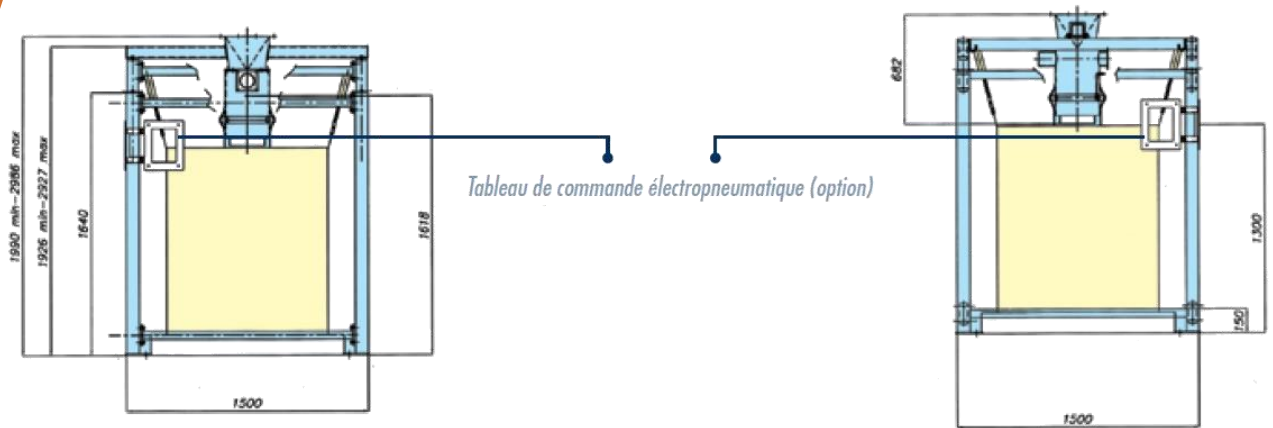 1990 min-2986 max
1926 min-2927 max
1640
1618
1500
Tableau de commande électropneumatique (option)
682
1300
150
1500